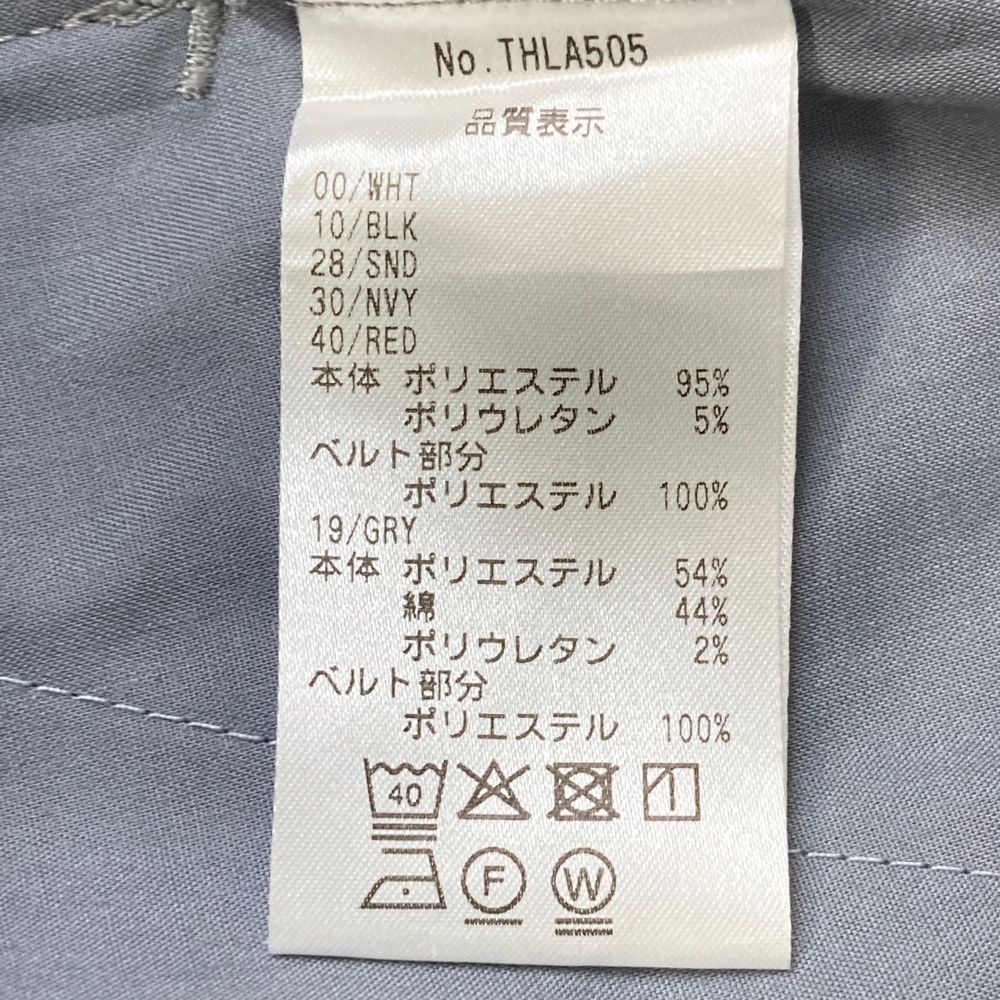 No.THLA505
品質表示
00/WHT
10/BLK
28/SND
30/NVY
40/RED
本体 ポリエステル 95%
ポリウレタン 5%
ベルト部分
ポリエステル 100%
19/GRY
本体 ポリエステル 54%
綿 44%
ポリウレタン 2%
ベルト部分
ポリエステル 100%
40
F W